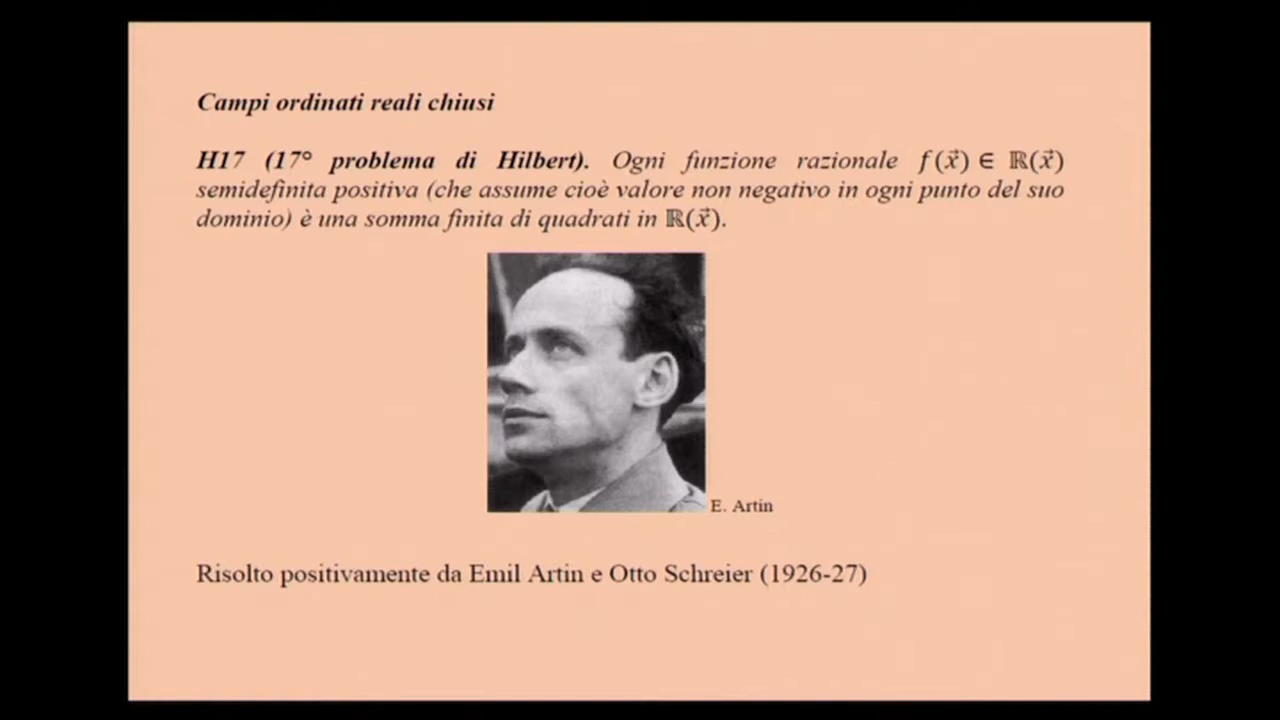 Campi ordinati reali chiusi
H17 (17° problema di Hilbert). Ogni funzione razionale f(x⃗) ∈ ℝ(x⃗)
semidefinita positiva (che assume cioè valore non negativo in ogni punto del suo
dominio) è una somma finita di quadrati in ℝ(x⃗).
E. Artin
Risolto positivamente da Emil Artin e Otto Schreier (1926-27)